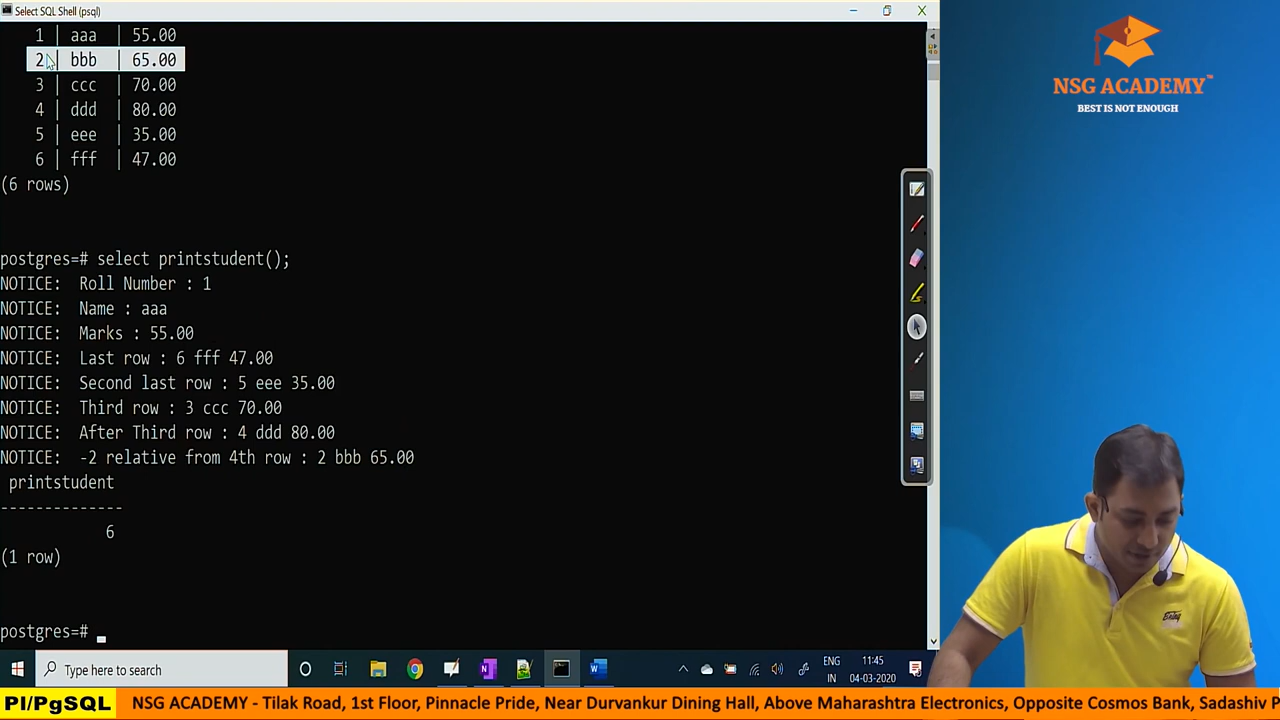 Select SQL Shell (psql)
1 | aaa | 55.00
2 | bbb | 65.00
3 | ccc | 70.00
4 | ddd | 80.00
5 | eee | 35.00
6 | fff | 47.00
(6 rows)
postgres=# select printstudent();
NOTICE:  Roll Number : 1
NOTICE:  Name : aaa
NOTICE:  Marks : 55.00
NOTICE:  Last row : 6 fff 47.00
NOTICE:  Second last row : 5 eee 35.00
NOTICE:  Third row : 3 ccc 70.00
NOTICE:  After Third row : 4 ddd 80.00
NOTICE:  -2 relative from 4th row : 2 bbb 65.00
printstudent
--------------
6
(1 row)
postgres=#
NSG ACADEMY™
BEST IS NOT ENOUGH
Type here to search
ENG
IN
11:45
04-03-2020
Pl/PgSQL
NSG ACADEMY - Tilak Road, 1st Floor, Pinnacle Pride, Near Durvankur Dining Hall, Above Maharashtra Electronics, Opposite Cosmos Bank, Sadashiv P